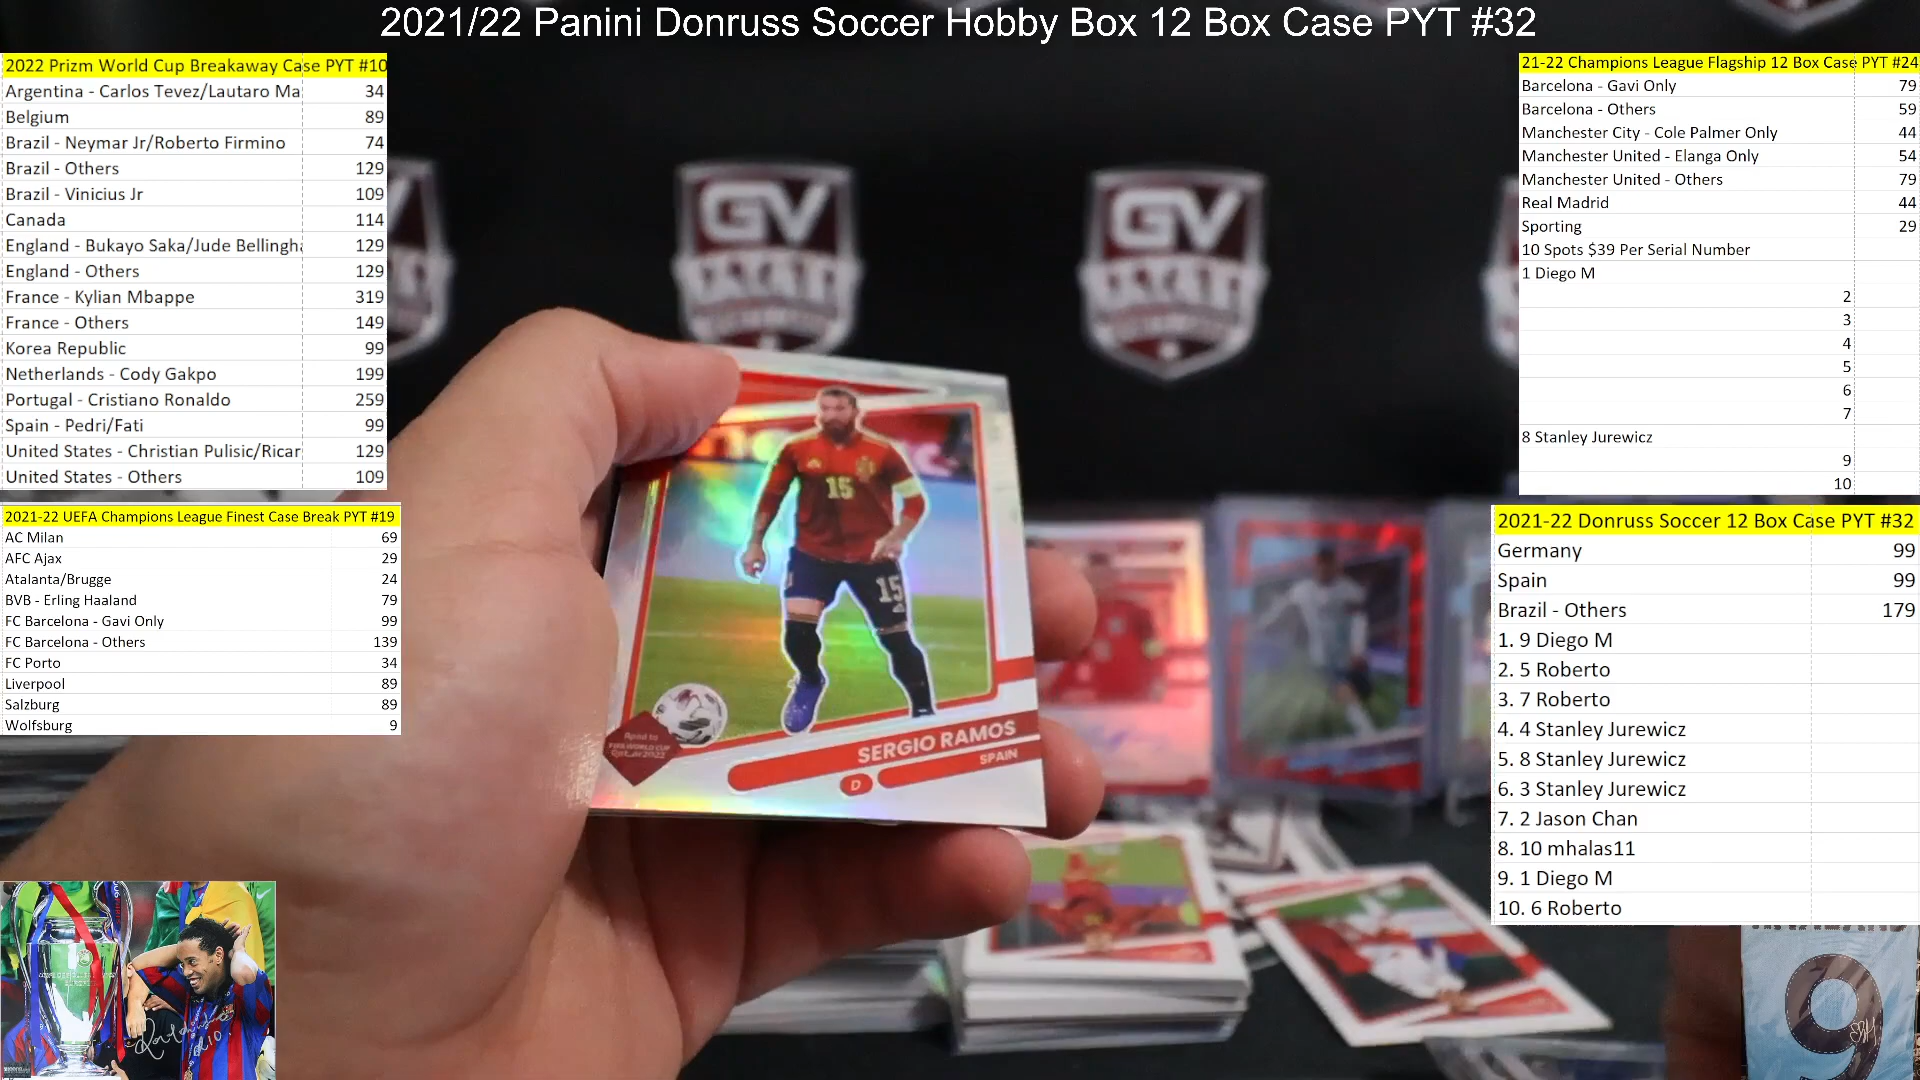 2021/22 Panini Donruss Soccer Hobby Box 12 Box Case PYT #32
2022 Prizm World Cup Breakaway Case PYT #10
Argentina - Carlos Tevez/Lautaro Ma 34
Belgium 89
Brazil - Neymar Jr/Roberto Firmino 74
Brazil - Others 129
Brazil - Vinicius Jr 109
Canada 114
England - Bukayo Saka/Jude Bellingh 129
England - Others 129
France - Kylian Mbappe 319
France - Others 149
Korea Republic 99
Netherlands - Cody Gakpo 199
Portugal - Cristiano Ronaldo 259
Spain - Pedri/Fati 99
United States - Christian Pulisic/Ricar 129
United States - Others 109
2021-22 UEFA Champions League Finest Case Break PYT #19
AC Milan 69
AFC Ajax 29
Atalanta/Brugge 24
BVB - Erling Haaland 79
FC Barcelona - Gavi Only 99
FC Barcelona - Others 139
FC Porto 34
Liverpool 89
Salzburg 89
Wolfsburg 9
GV
GV
15
15
Road to
FIFA WORLD CUP
Qatar2022
SERGIO RAMOS
SPAIN
D
21-22 Champions League Flagship 12 Box Case PYT #24
Barcelona - Gavi Only 79
Barcelona - Others 59
Manchester City - Cole Palmer Only 44
Manchester United - Elanga Only 54
Manchester United - Others 79
Real Madrid 44
Sporting 29
10 Spots $39 Per Serial Number
1 Diego M
2
3
4
5
6
7
8 Stanley Jurewicz
9
10
2021-22 Donruss Soccer 12 Box Case PYT #32
Germany 99
Spain 99
Brazil - Others 179
1. 9 Diego M
2. 5 Roberto
3. 7 Roberto
4. 4 Stanley Jurewicz
5. 8 Stanley Jurewicz
6. 3 Stanley Jurewicz
7. 2 Jason Chan
8. 10 mhalas11
9. 1 Diego M
10. 6 Roberto
9